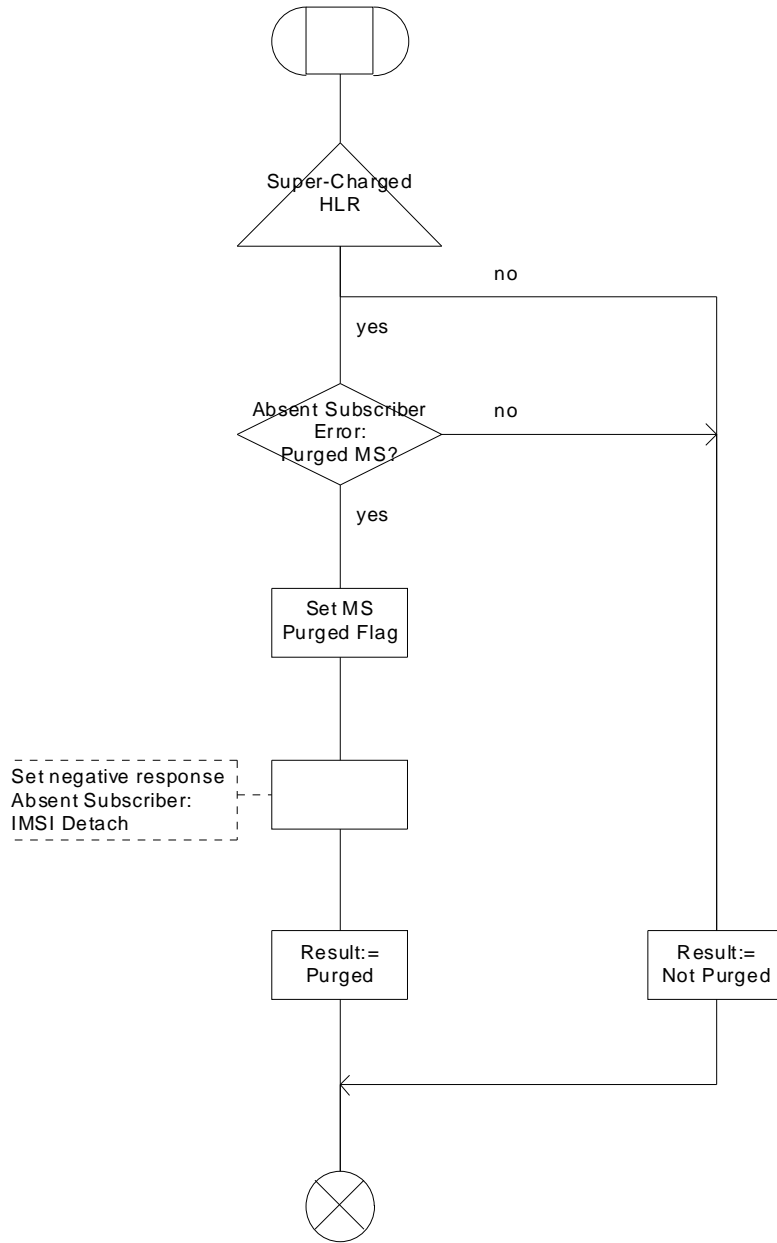 Super-Charged
HLR
no
yes
Absent Subscriber
Error:
Purged MS?
no
yes
Set MS
Purged Flag
Set negative response
Absent Subscriber:
IMSI Detach
Result:=
Purged
Result:=
Not Purged